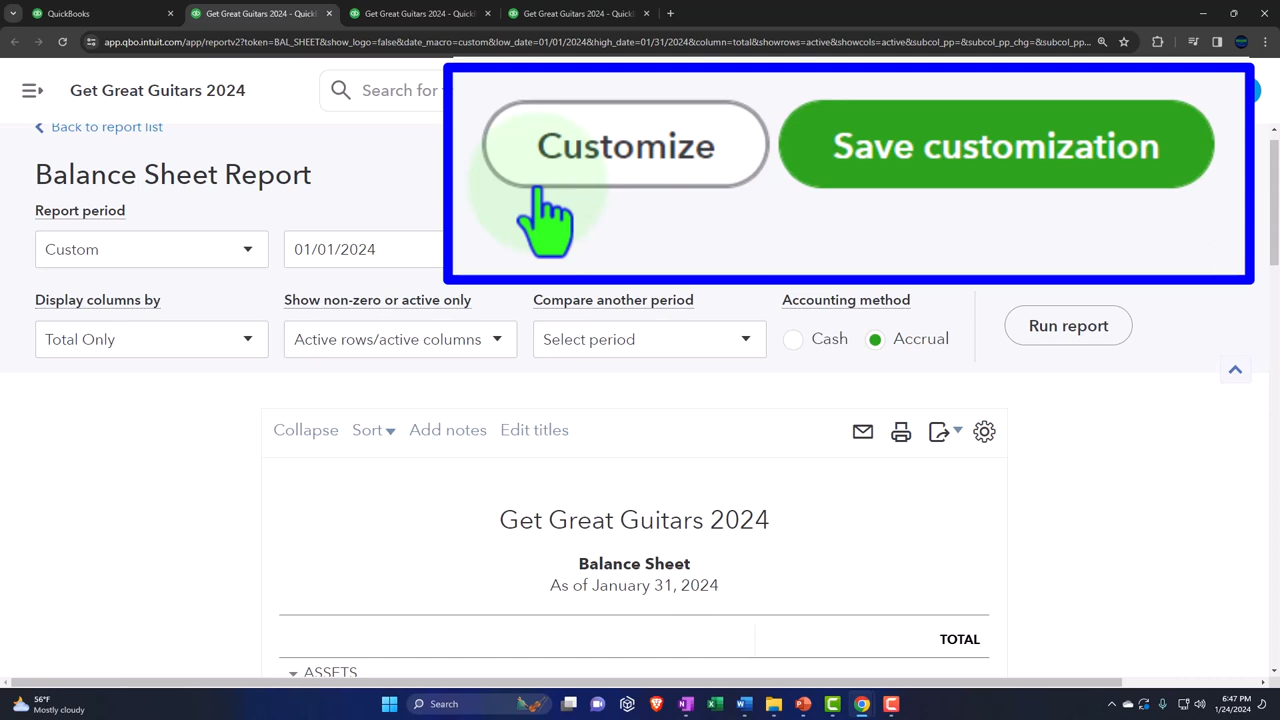 QuickBooks
Get Great Guitars 2024 - Quick
Get Great Guitars 2024 - QuickB
Get Great Guitars 2024 - QuickB
app.qbo.intuit.com/app/reportv2?token=BAL_SHEET&show_logo=false&date_macro=custom&low_date=01/01/2024&high_date=01/31/2024&column=total&showrows=active&showcols=active&subcol_pp=&subcol_pp_chg=&subcol_pp...
Get Great Guitars 2024
Search for
Back to report list
Customize
Save customization
Balance Sheet Report
Report period
Custom
01/01/2024
Display columns by
Show non-zero or active only
Compare another period
Accounting method
Total Only
Active rows/active columns
Select period
Cash
Accrual
Run report
Collapse
Sort
Add notes
Edit titles
Get Great Guitars 2024
Balance Sheet
As of January 31, 2024
TOTAL
ASSETS
56°F
Mostly cloudy
Search
6:47 PM
1/24/2024